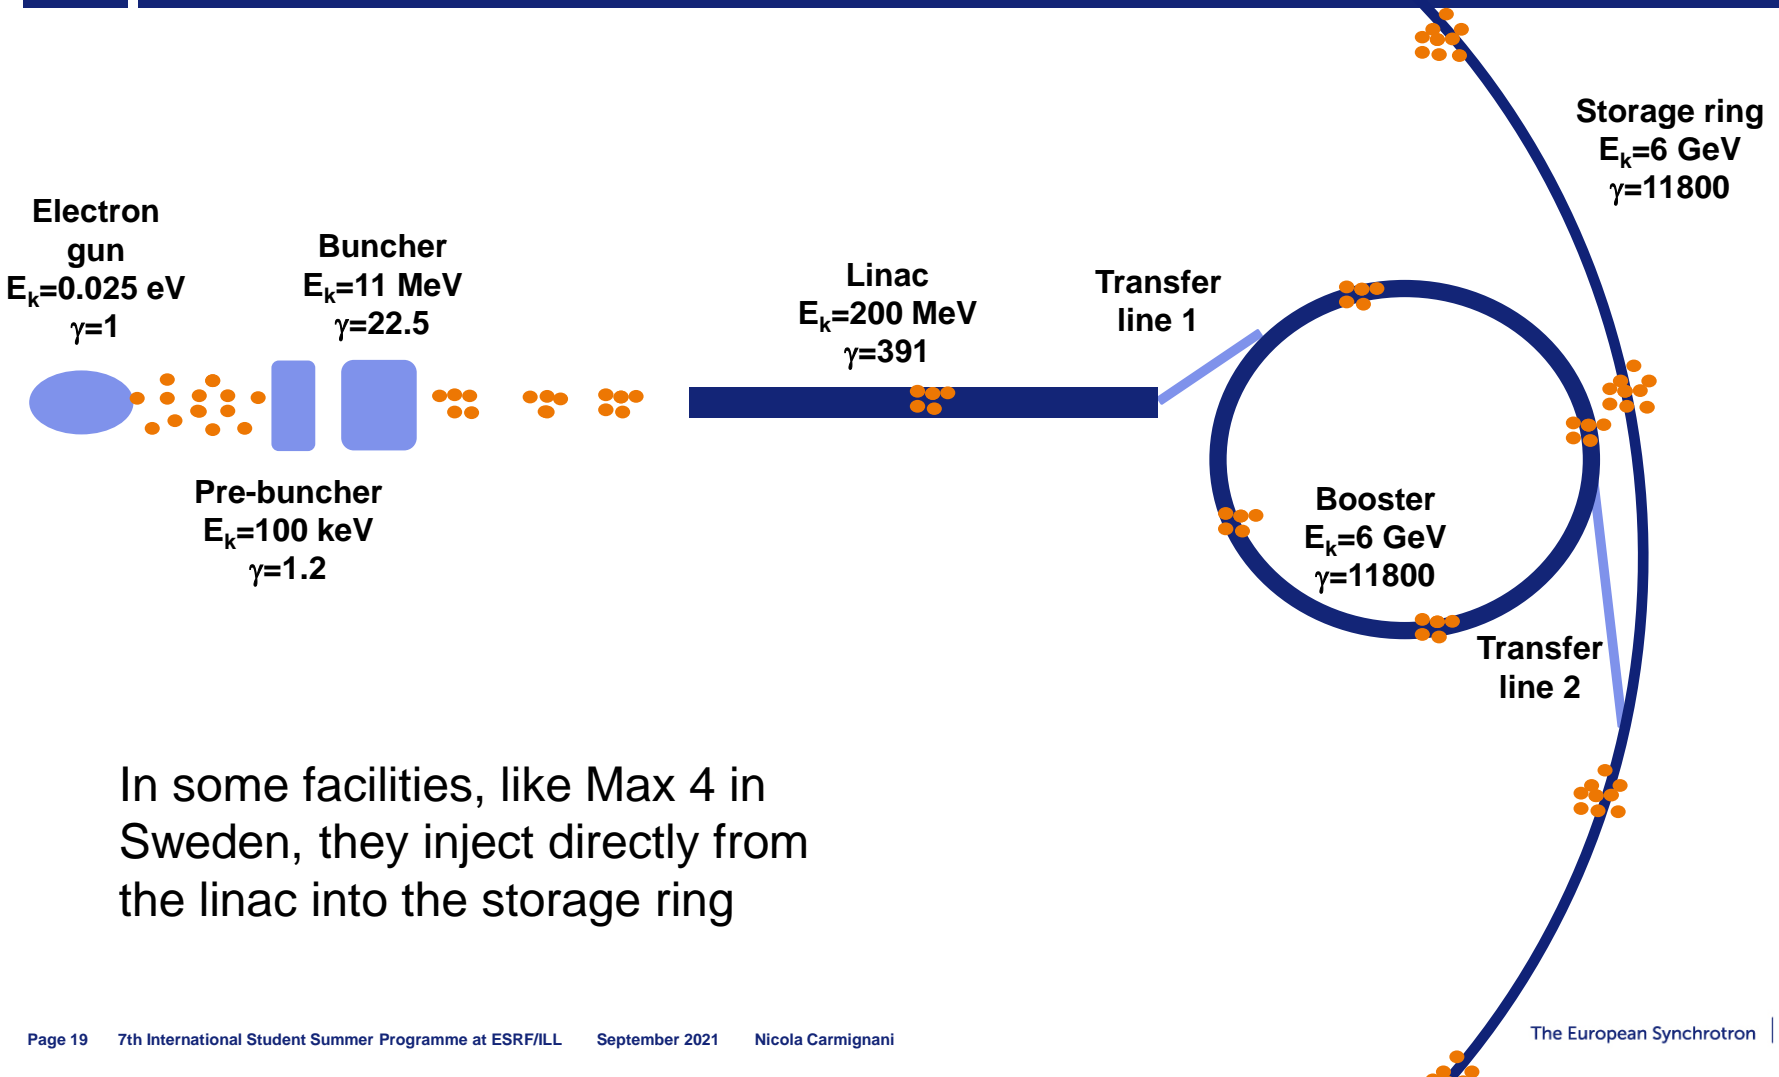 Storage ring
Eₖ=6 GeV
γ=11800
Electron
gun
Eₖ=0.025 eV
γ=1
Buncher
Eₖ=11 MeV
γ=22.5
Linac
Eₖ=200 MeV
γ=391
Transfer
line 1
Pre-buncher
Eₖ=100 keV
γ=1.2
Booster
Eₖ=6 GeV
γ=11800
Transfer
line 2
In some facilities, like Max 4 in
Sweden, they inject directly from
the linac into the storage ring
Page 19 7th International Student Summer Programme at ESRF/ILL September 2021 Nicola Carmignani
The European Synchrotron